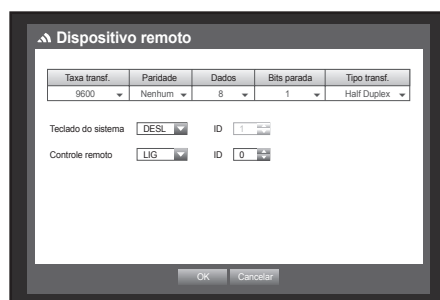 Dispositivo remoto
Taxa transf. Paridade Dados Bits parada Tipo transf.
9600 Nenhum 8 1 Half Duplex
Teclado do sistema DESL ID 1
Controle remoto LIG ID 0
OK Cancelar